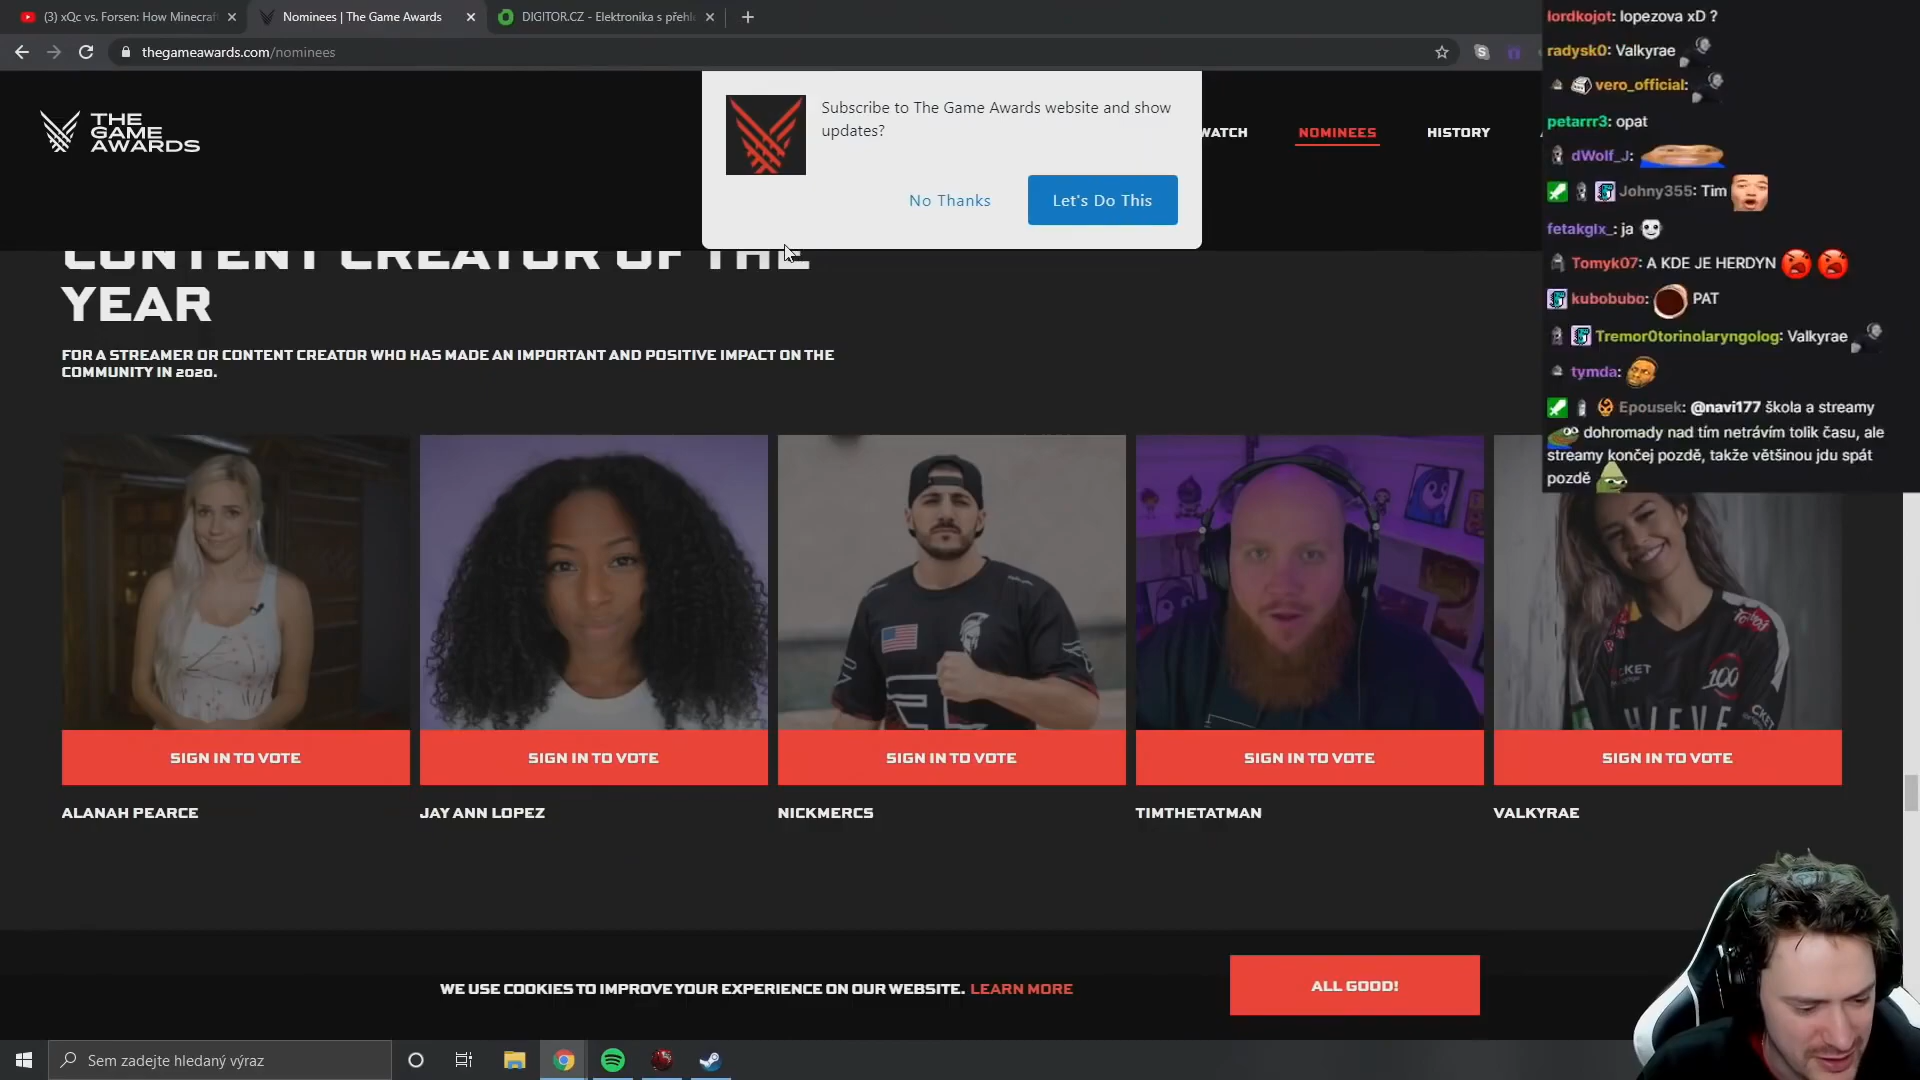 (3) xQc vs. Forsen: How Minecraf
Nominees | The Game Awards
DIGITOR.CZ - Elektronika s přehl
thegameawards.com/nominees
THE
GAME
AWARDS
Subscribe to The Game Awards website and show
updates?
No Thanks
Let's Do This
WATCH
NOMINEES
HISTORY
CONTENT CREATOR OF THE
YEAR
FOR A STREAMER OR CONTENT CREATOR WHO HAS MADE AN IMPORTANT AND POSITIVE IMPACT ON THE
COMMUNITY IN 2020.
SIGN IN TO VOTE
SIGN IN TO VOTE
SIGN IN TO VOTE
SIGN IN TO VOTE
SIGN IN TO VOTE
ALANAH PEARCE
JAY ANN LOPEZ
NICKMERCS
TIMTHETATMAN
VALKYRAE
WE USE COOKIES TO IMPROVE YOUR EXPERIENCE ON OUR WEBSITE. LEARN MORE
ALL GOOD!
Sem zadejte hledaný výraz
lordkojot: lopezova xD ?
radysk0: Valkyrae
vero_official:
petarrr3: opat
dWolf_J:
Johny355: Tim
fetakglx_: ja
Tomyk07: A KDE JE HERDYN
kubobubo: PAT
Tremor0torinolaryngolog: Valkyrae
tymda:
Epousek: @navi177 škola a streamy
dohromady nad tím netrávím tolik času, ale
streamy končej pozdě, takže většinou jdu spát
pozdě
100